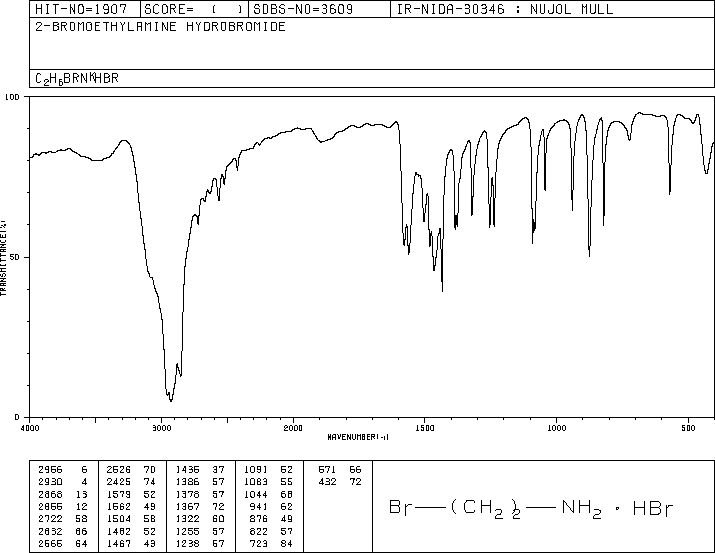 HIT-NO=1907 SCORE= ( ) SDBS-NO=3609 IR-NIDA-30346 : NUJOL MULL
2-BROMOETHYLAMINE HYDROBROMIDE
C2H6BRN*HBR
100
50
0
TRANSMITTANCE(%)
4000 3000 2000 1500 1000 500
WAVENUMBER(-1)
2956 6 2526 70 1436 37 1091 52 571 66
2930 4 2425 74 1386 57 1083 55 432 72
2868 13 1579 52 1378 57 1044 68
2855 12 1562 49 1367 72 941 62
2722 58 1504 58 1322 60 876 49
2632 66 1482 52 1255 57 822 57
2565 64 1467 43 1238 57 723 84
Br—(CH2)2—NH2 · HBr